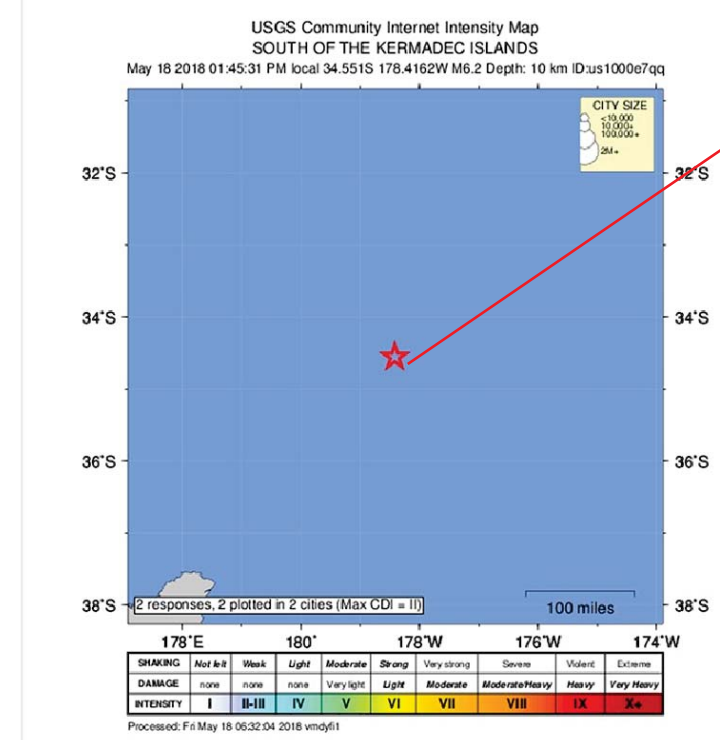 USGS Community Internet Intensity Map
SOUTH OF THE KERMADEC ISLANDS
May 18 2018 01:45:31 PM local 34.551S 178.4162W M6.2 Depth: 10 km ID:us1000e7qq
CITY SIZE
<10,000
10,000+
100,000+
2M+
32°S 32°S
34°S 34°S
36°S 36°S
38°S 38°S
2 responses, 2 plotted in 2 cities (Max CDI = II)
100 miles
178°E 180° 178°W 176°W 174°W
SHAKING Not felt Weak Light Moderate Strong Very strong Severe Violent Extreme
DAMAGE none none none Very light Light Moderate Moderate/Heavy Heavy Very Heavy
INTENSITY I II-III IV V VI VII VIII IX X+
Processed: Fri May 18 06:32:04 2018 vmdyfi1